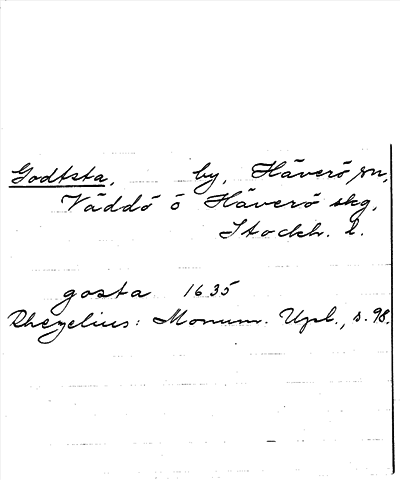 Godtsta, by, Häverö sn,
Väddö o Häverö skg,
Stockh. l.
gosta 1635
Rhezelius: Monum. Upl., s. 98.